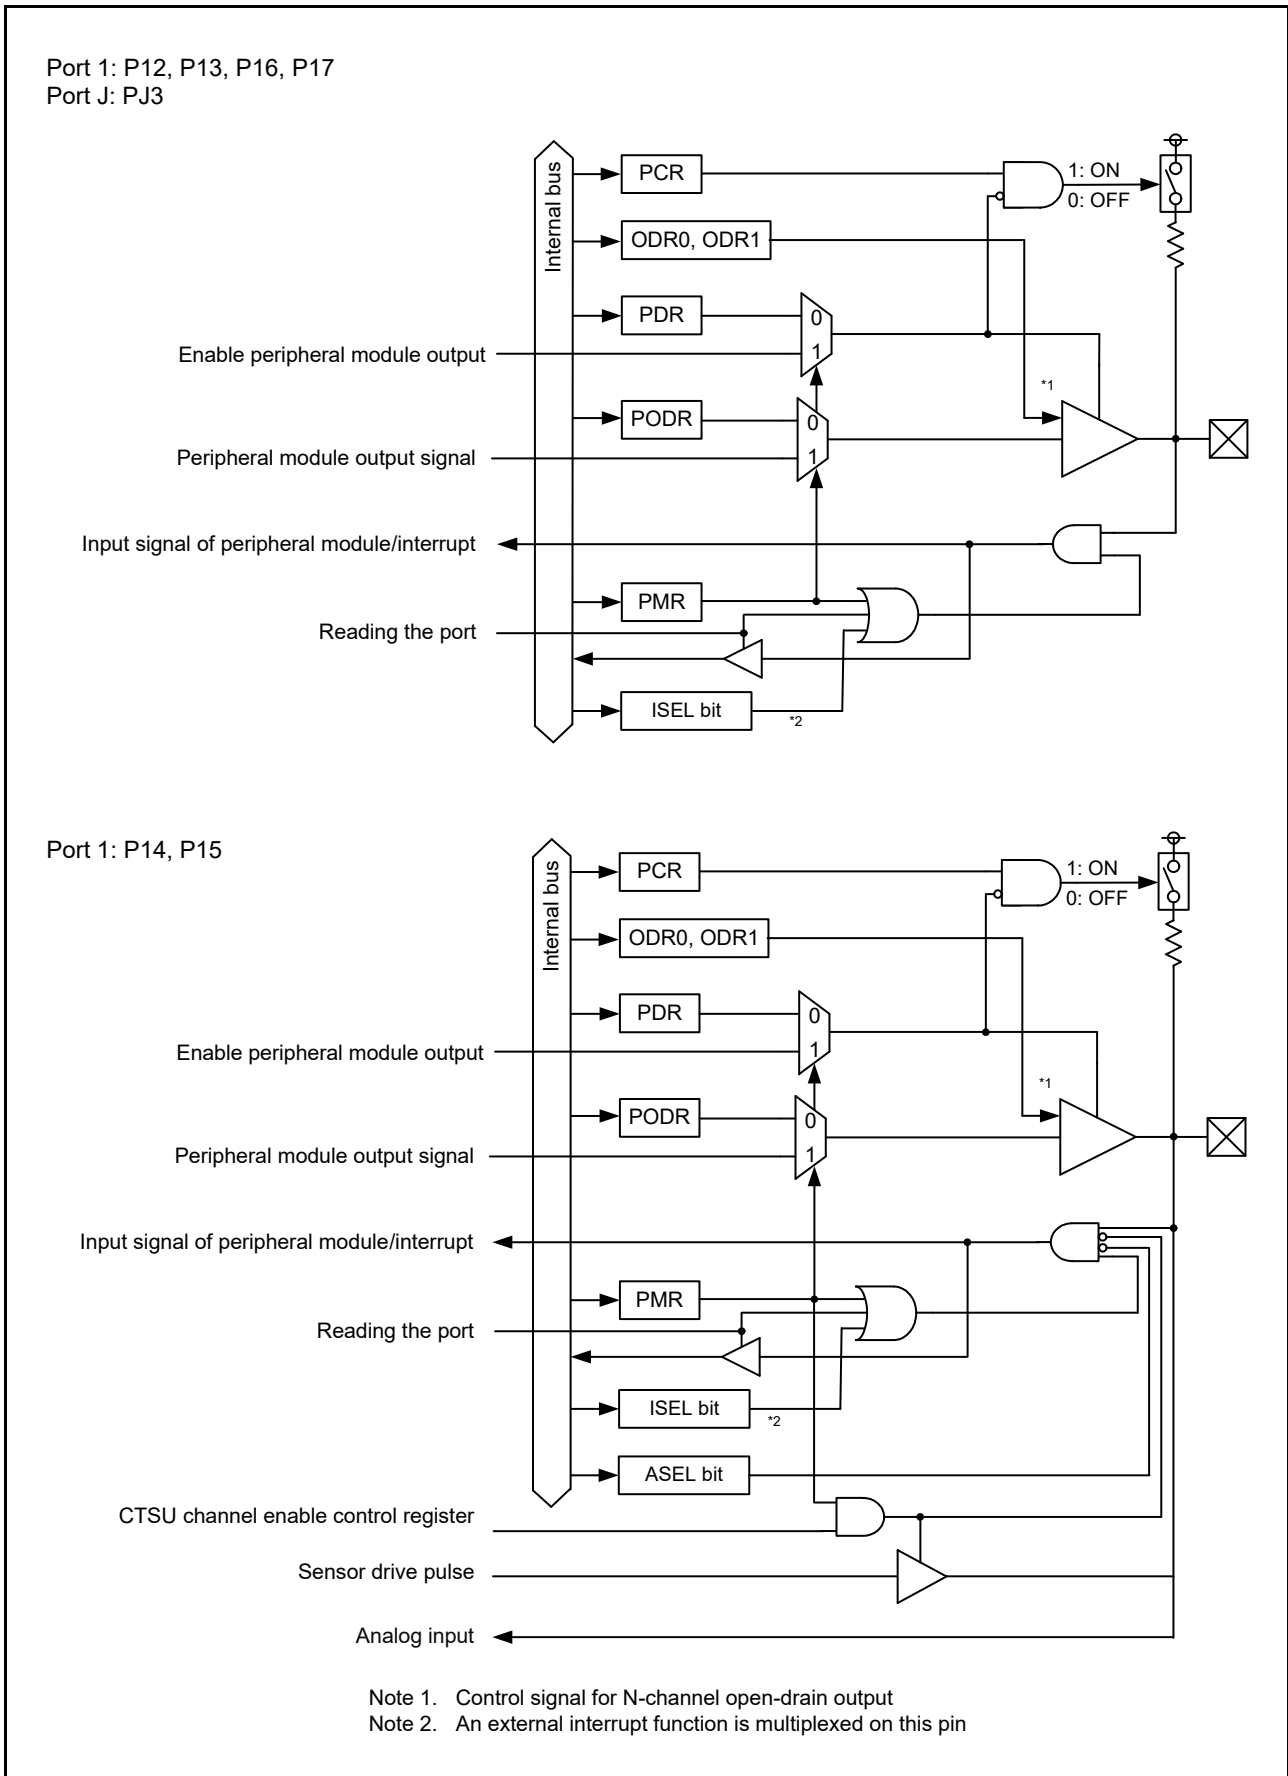 Port 1: P12, P13, P16, P17
Port J: PJ3
Internal bus
PCR
1: ON
0: OFF
ODR0, ODR1
PDR
0
Enable peripheral module output
1
*1
PODR
0
Peripheral module output signal
1
Input signal of peripheral module/interrupt
PMR
Reading the port
ISEL bit
*2
Port 1: P14, P15
Internal bus
PCR
1: ON
0: OFF
ODR0, ODR1
PDR
0
Enable peripheral module output
1
*1
PODR
0
Peripheral module output signal
1
Input signal of peripheral module/interrupt
PMR
Reading the port
ISEL bit
*2
ASEL bit
CTSU channel enable control register
Sensor drive pulse
Analog input
Note 1. Control signal for N-channel open-drain output
Note 2. An external interrupt function is multiplexed on this pin